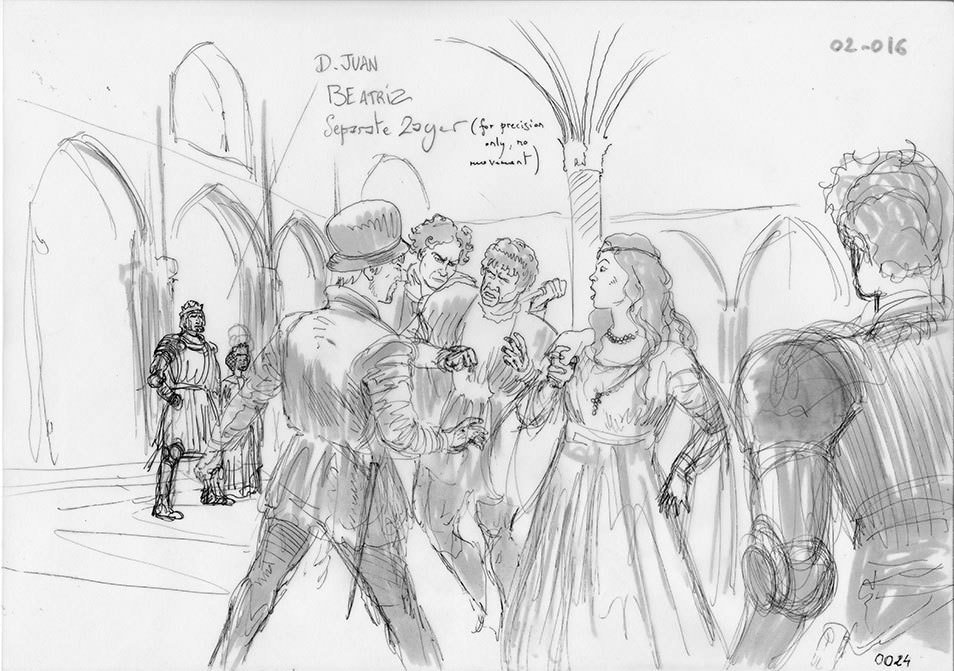 02-016
D. JUAN
BEATRIZ
Separate Layer (for precision
only, no
movement)
0024